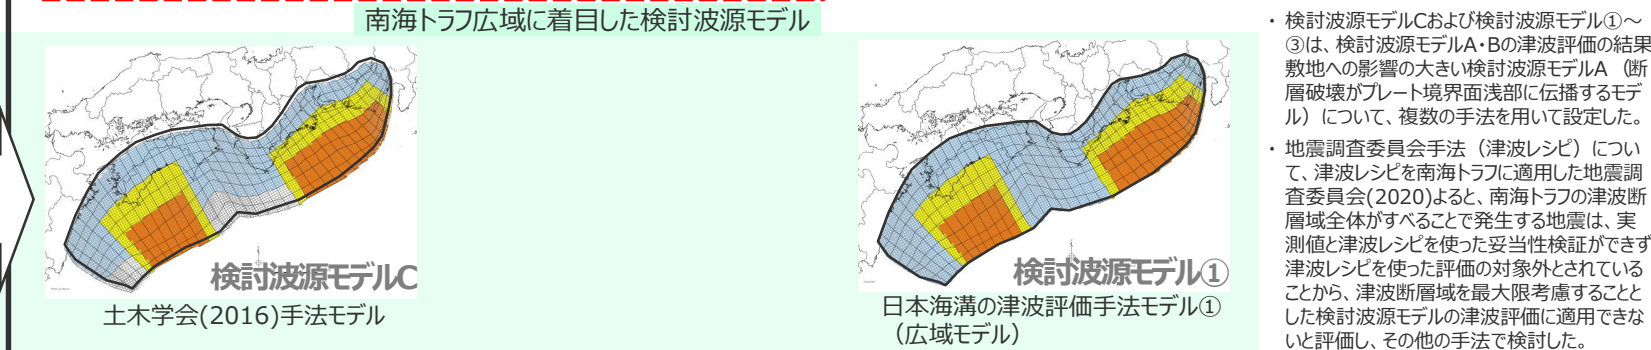 南海トラフ広域に着目した検討波源モデル
検討波源モデルC
土木学会(2016)手法モデル
検討波源モデル①
日本海溝の津波評価手法モデル①
（広域モデル）
・ 検討波源モデルCおよび検討波源モデル①～
③は、検討波源モデルA・Bの津波評価の結果
敷地への影響の大きい検討波源モデルA （断
層破壊がプレート境界面浅部に伝播するモデ
ル）について、複数の手法を用いて設定した。
・ 地震調査委員会手法（津波レシピ）につい
て、津波レシピを南海トラフに適用した地震調
査委員会(2020)よると、南海トラフの津波断
層域全体がすべることで発生する地震は、実
測値と津波レシピを使った妥当性検証ができず
津波レシピを使った評価の対象外とされている
ことから、津波断層域を最大限考慮することと
した検討波源モデルの津波評価に適用できな
いと評価し、その他の手法で検討した。